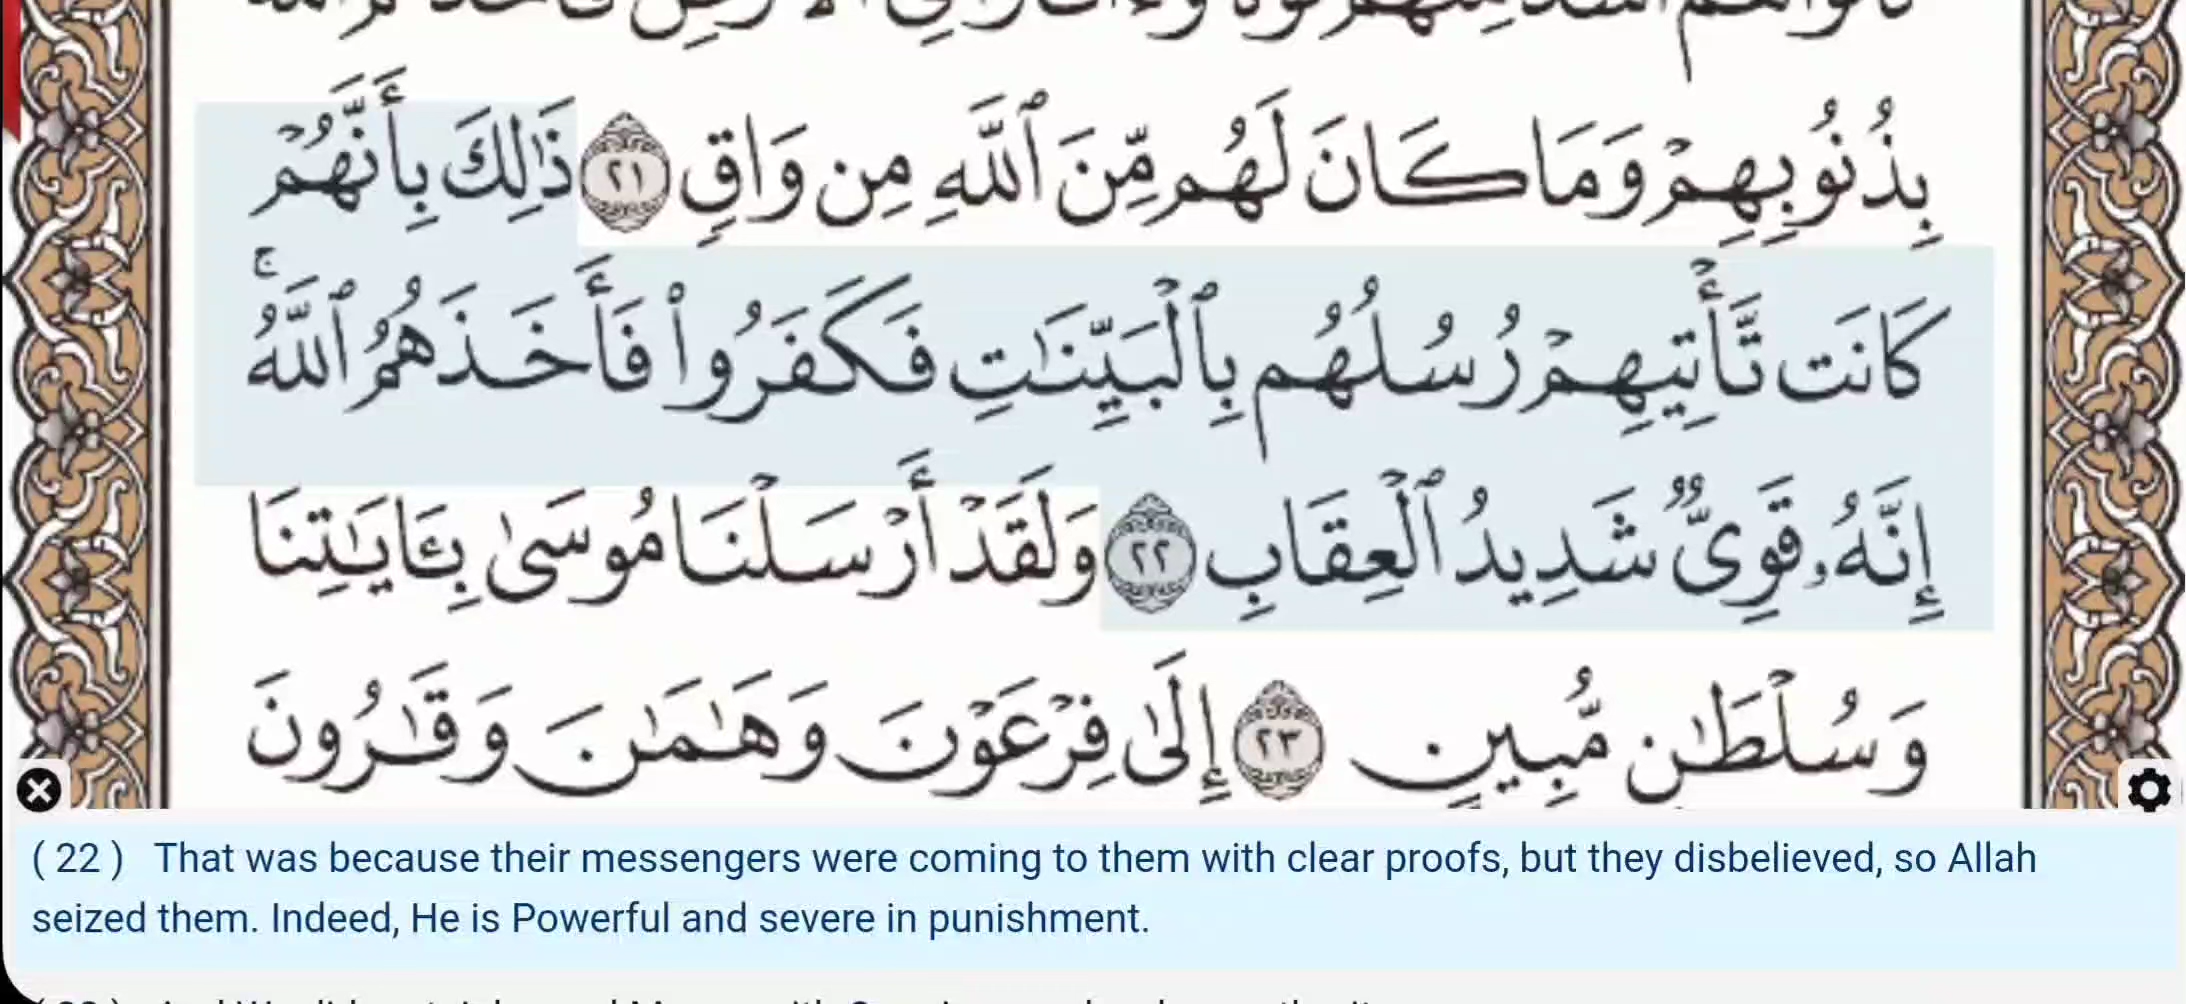 بِذُنُوبِهِمْ وَمَا كَانَ لَهُم مِّنَ ٱللَّهِ مِن وَاقٍ ٢١ ذَٰلِكَ بِأَنَّهُمْ
كَانَت تَّأْتِيهِمْ رُسُلُهُم بِٱلْبَيِّنَٰتِ فَكَفَرُوا۟ فَأَخَذَهُمُ ٱللَّهُ ۚ
إِنَّهُۥ قَوِىٌّ شَدِيدُ ٱلْعِقَابِ ٢٢ وَلَقَدْ أَرْسَلْنَا مُوسَىٰ بِـَٔايَٰتِنَا
وَسُلْطَٰنٍ مُّبِينٍ ٢٣ إِلَىٰ فِرْعَوْنَ وَهَٰمَٰنَ وَقَٰرُونَ
( 22 ) That was because their messengers were coming to them with clear proofs, but they disbelieved, so Allah
seized them. Indeed, He is Powerful and severe in punishment.